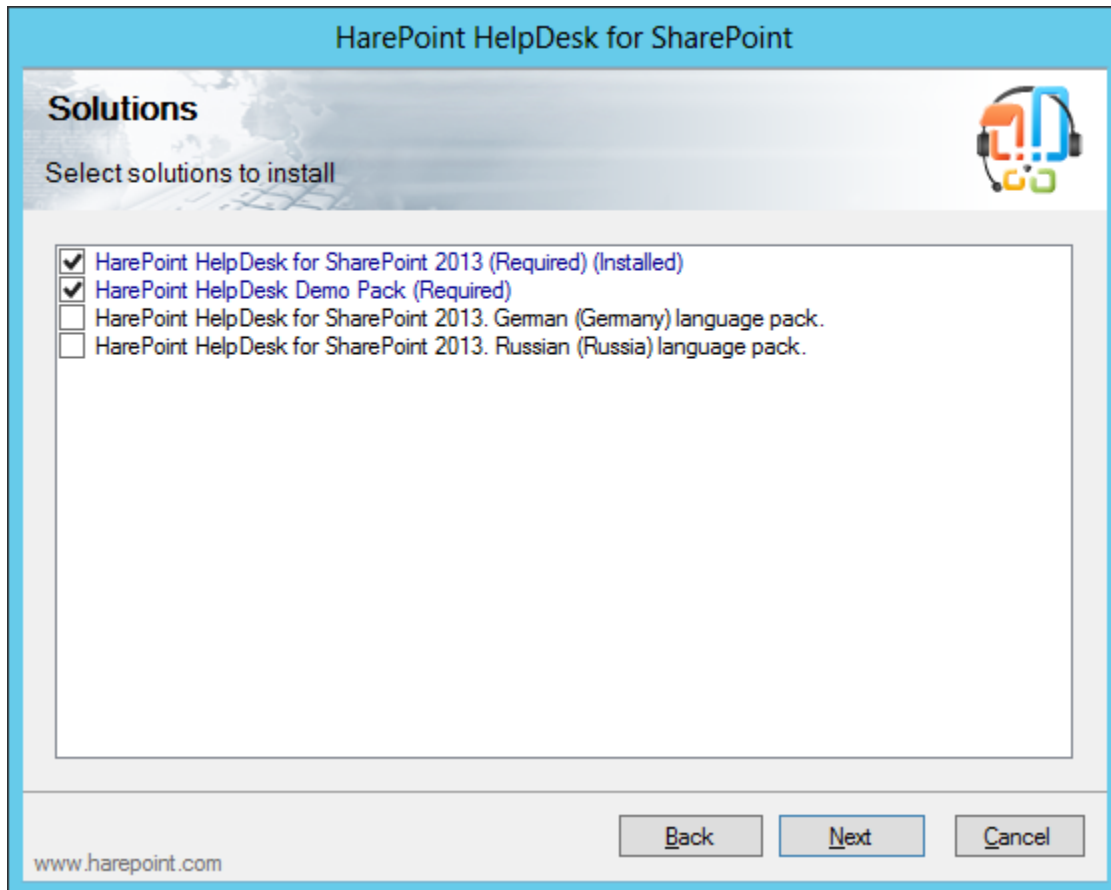 HarePoint HelpDesk for SharePoint
Solutions
Select solutions to install
HarePoint HelpDesk for SharePoint 2013 (Required) (Installed)
HarePoint HelpDesk Demo Pack (Required)
HarePoint HelpDesk for SharePoint 2013. German (Germany) language pack.
HarePoint HelpDesk for SharePoint 2013. Russian (Russia) language pack.
Back
Next
Cancel
www.harepoint.com